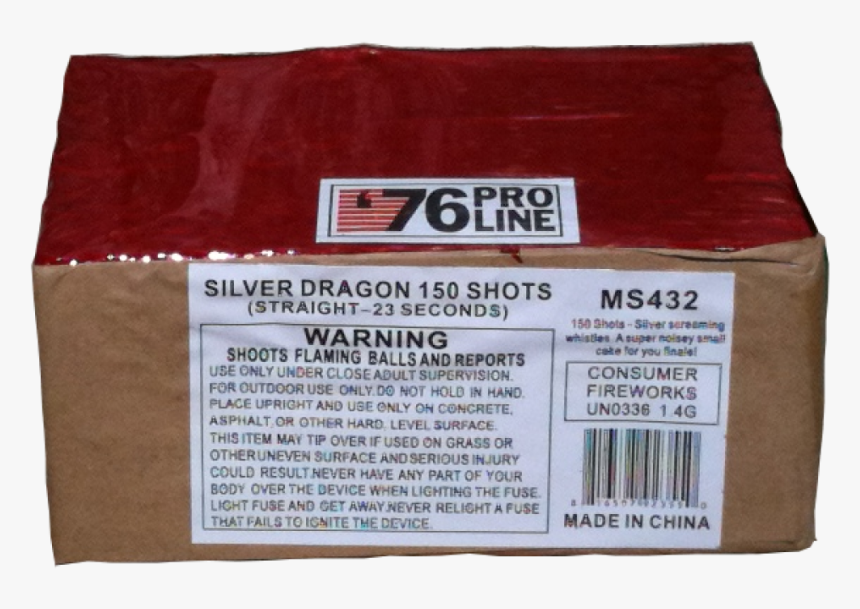 '76 PRO LINE
SILVER DRAGON 150 SHOTS
(STRAIGHT-23 SECONDS)
WARNING
SHOOTS FLAMING BALLS AND REPORTS
USE ONLY UNDER CLOSE ADULT SUPERVISION.
FOR OUTDOOR USE ONLY.DO NOT HOLD IN HAND.
PLACE UPRIGHT AND USE ONLY ON CONCRETE,
ASPHALT, OR OTHER HARD, LEVEL SURFACE.
THIS ITEM MAY TIP OVER IF USED ON GRASS OR
OTHER UNEVEN SURFACE AND SERIOUS INJURY
COULD RESULT.NEVER HAVE ANY PART OF YOUR
BODY OVER THE DEVICE WHEN LIGHTING THE FUSE.
LIGHT FUSE AND GET AWAY.NEVER RELIGHT A FUSE
THAT FAILS TO IGNITE THE DEVICE.
MS432
150 Shots - Silver screaming
whistles. A super noisey small
cake for you finale!
CONSUMER
FIREWORKS
UN0336 1.4G
MADE IN CHINA